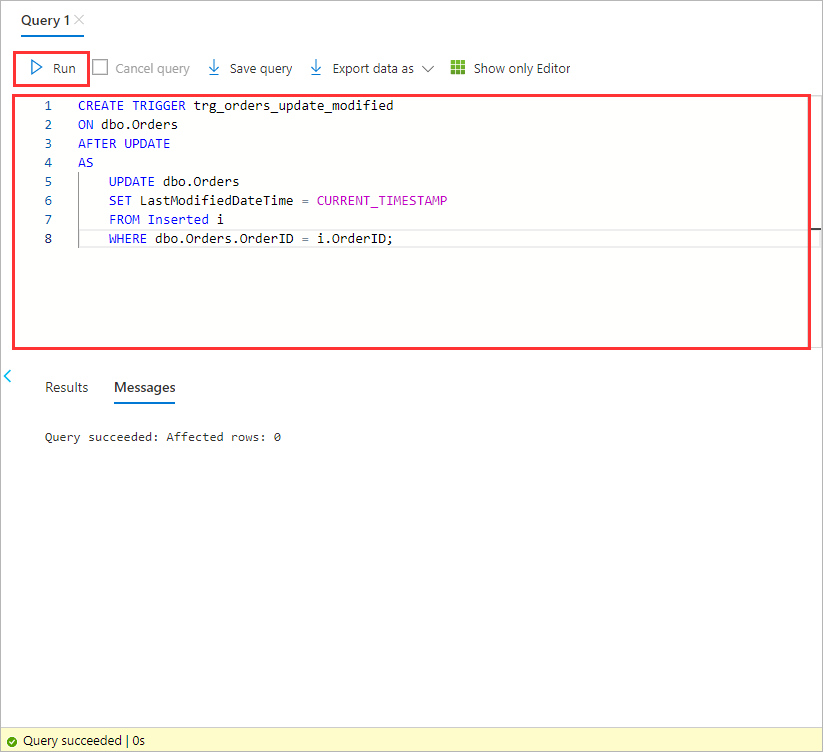 Query 1
Run Cancel query Save query Export data as Show only Editor
1 CREATE TRIGGER trg_orders_update_modified
2 ON dbo.Orders
3 AFTER UPDATE
4 AS
5 UPDATE dbo.Orders
6 SET LastModifiedDateTime = CURRENT_TIMESTAMP
7 FROM Inserted i
8 WHERE dbo.Orders.OrderID = i.OrderID;
Results Messages
Query succeeded: Affected rows: 0
Query succeeded | 0s